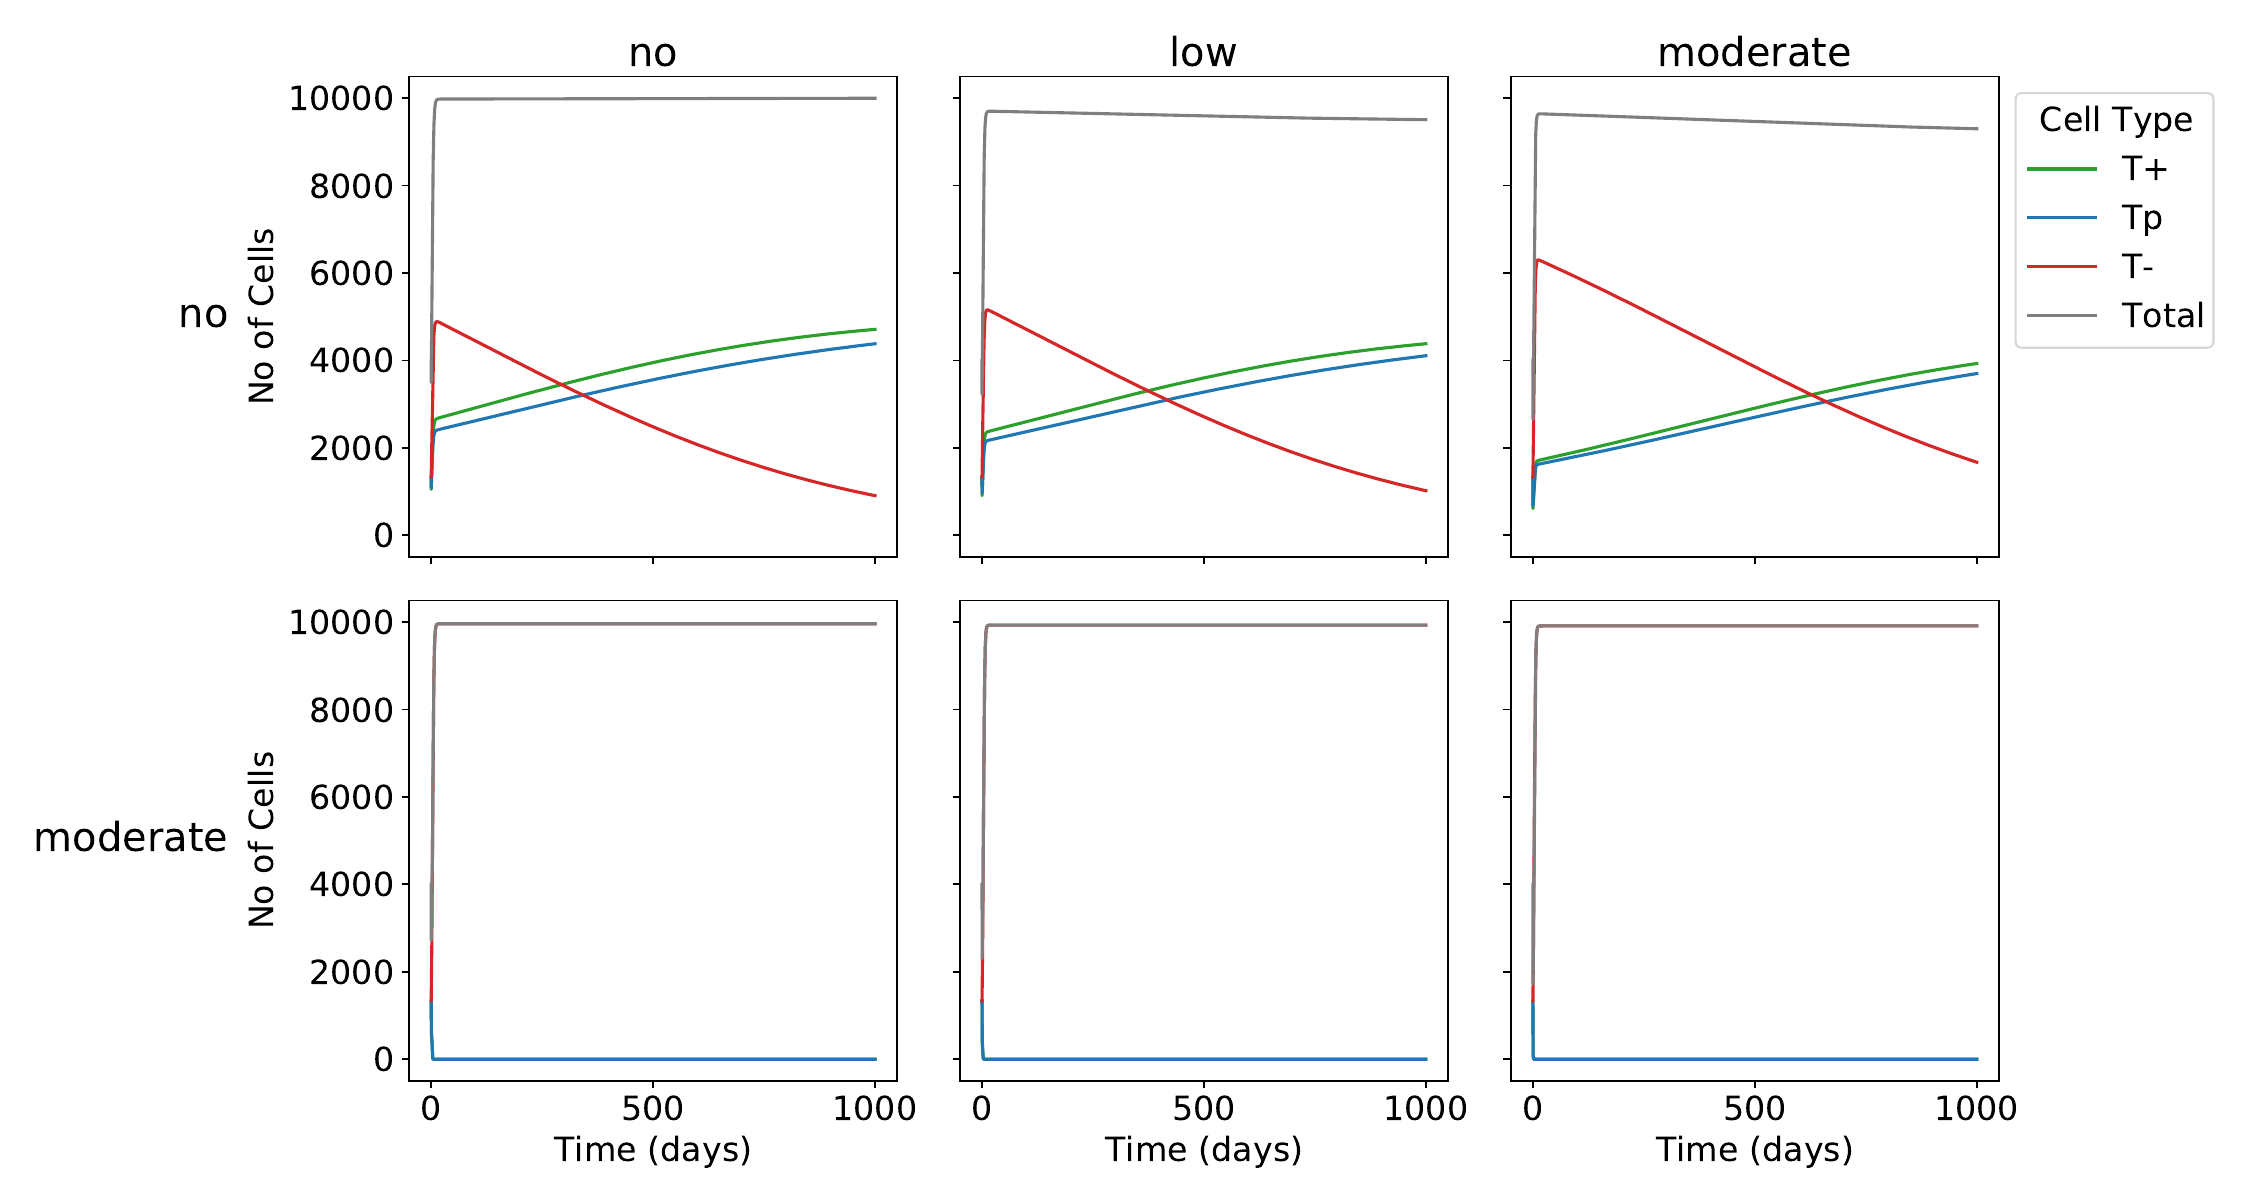 no low moderate
Cell Type
T+
Tp
T-
Total
no
No of Cells
10000
8000
6000
4000
2000
0
moderate
No of Cells
10000
8000
6000
4000
2000
0
0 500 1000 0 500 1000 0 500 1000
Time (days) Time (days) Time (days)